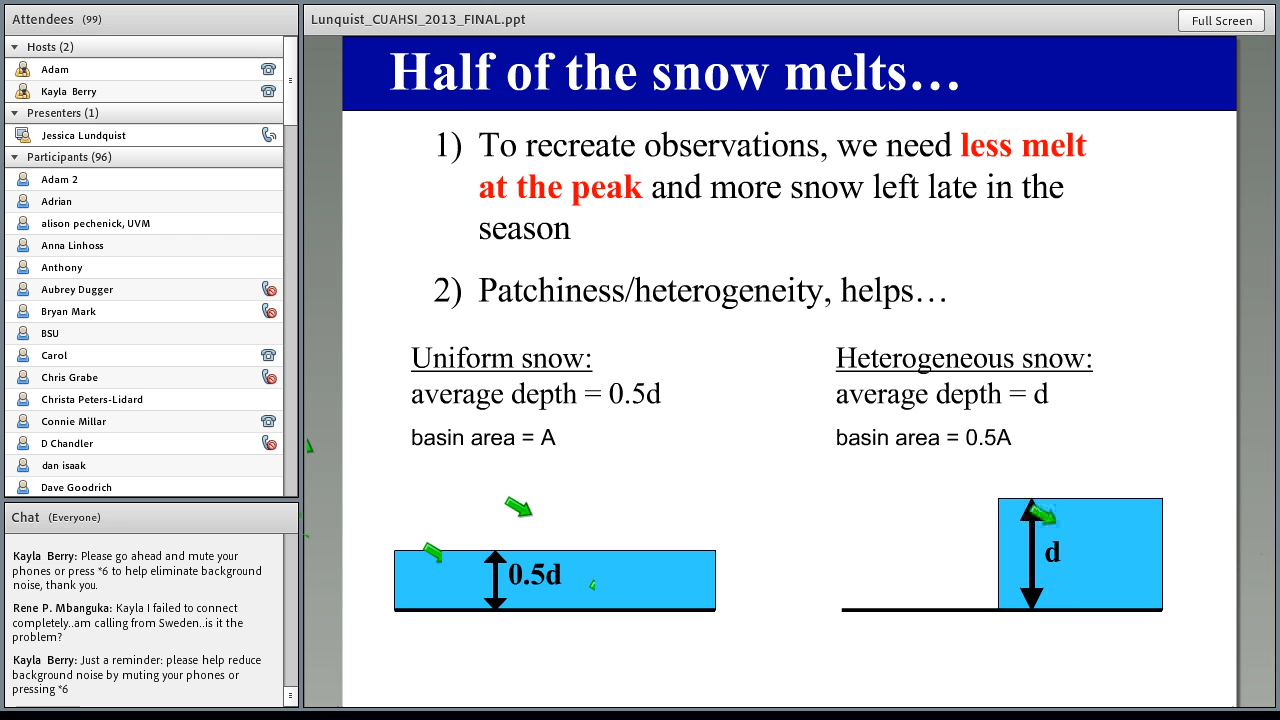 Attendees (99)
Hosts (2)
Adam
Kayla Berry
Presenters (1)
Jessica Lundquist
Participants (96)
Adam 2
Adrian
alison pechenick, UVM
Anna Linhoss
Anthony
Aubrey Dugger
Bryan Mark
BSU
Carol
Chris Grabe
Christa Peters-Lidard
Connie Millar
D Chandler
dan isaak
Dave Goodrich
Chat (Everyone)
Kayla Berry: Please go ahead and mute your
phones or press *6 to help eliminate background
noise, thank you.
Rene P. Mbanguka: Kayla I failed to connect
completely..am calling from Sweden..is it the
problem?
Kayla Berry: Just a reminder: please help reduce
background noise by muting your phones or
pressing *6
Lunquist_CUAHSI_2013_FINAL.ppt
Full Screen
Half of the snow melts…
1) To recreate observations, we need less melt
at the peak and more snow left late in the
season
2) Patchiness/heterogeneity, helps…
Uniform snow:
average depth = 0.5d
basin area = A
0.5d
Heterogeneous snow:
average depth = d
basin area = 0.5A
d